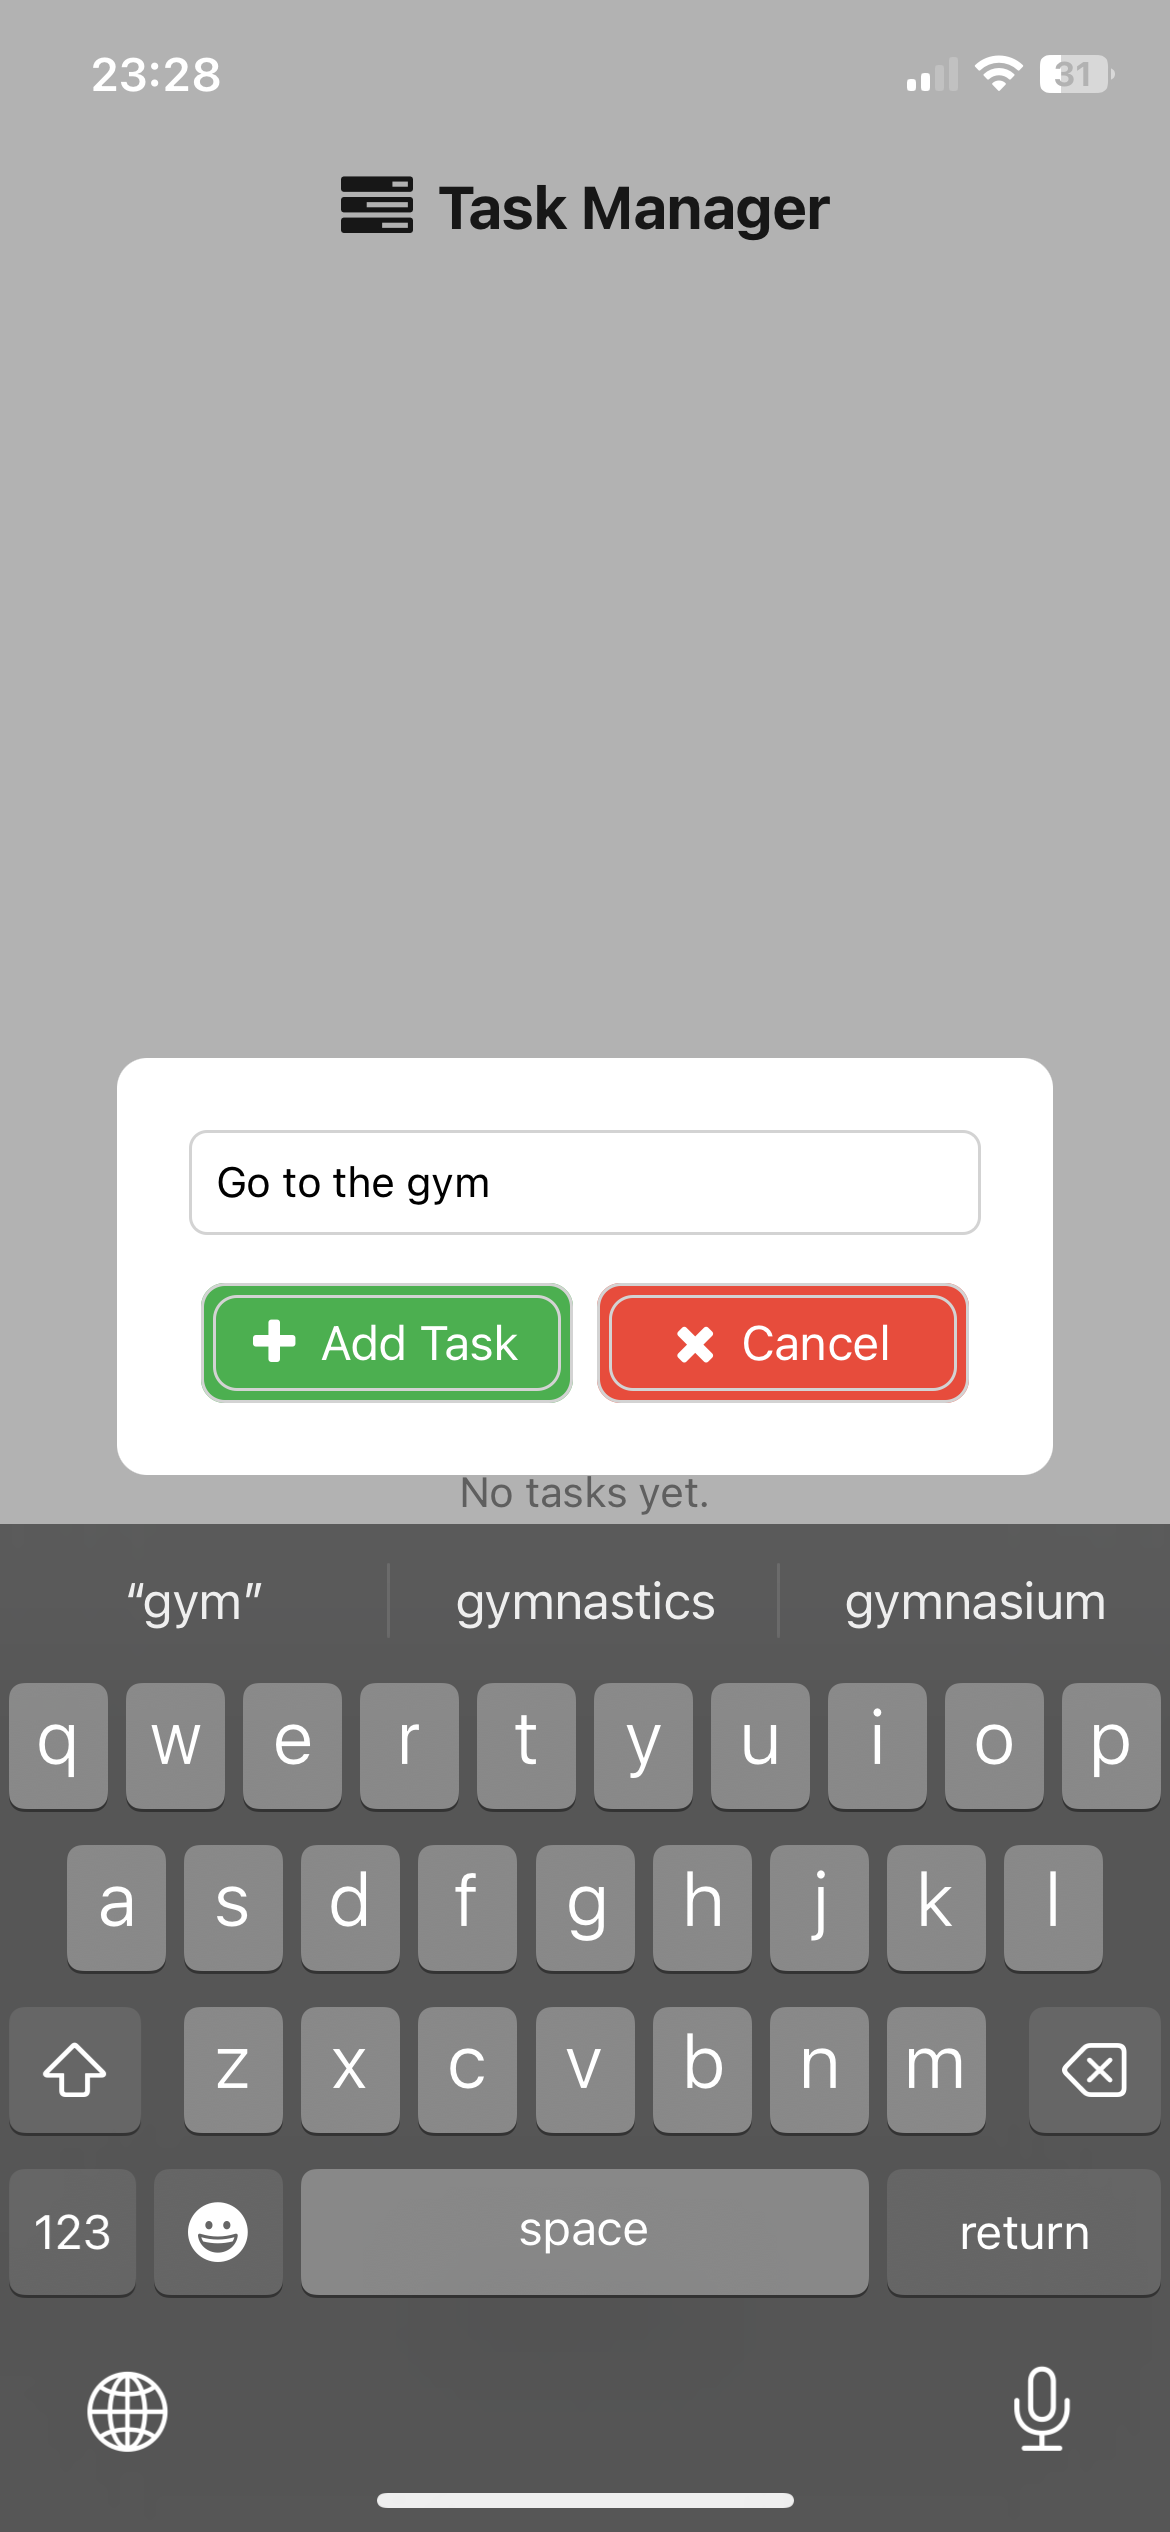 23:28
31
Task Manager
Go to the gym
Add Task
Cancel
No tasks yet.
“gym” gymnastics gymnasium
q w e r t y u i o p
a s d f g h j k l
z x c v b n m
123 space return